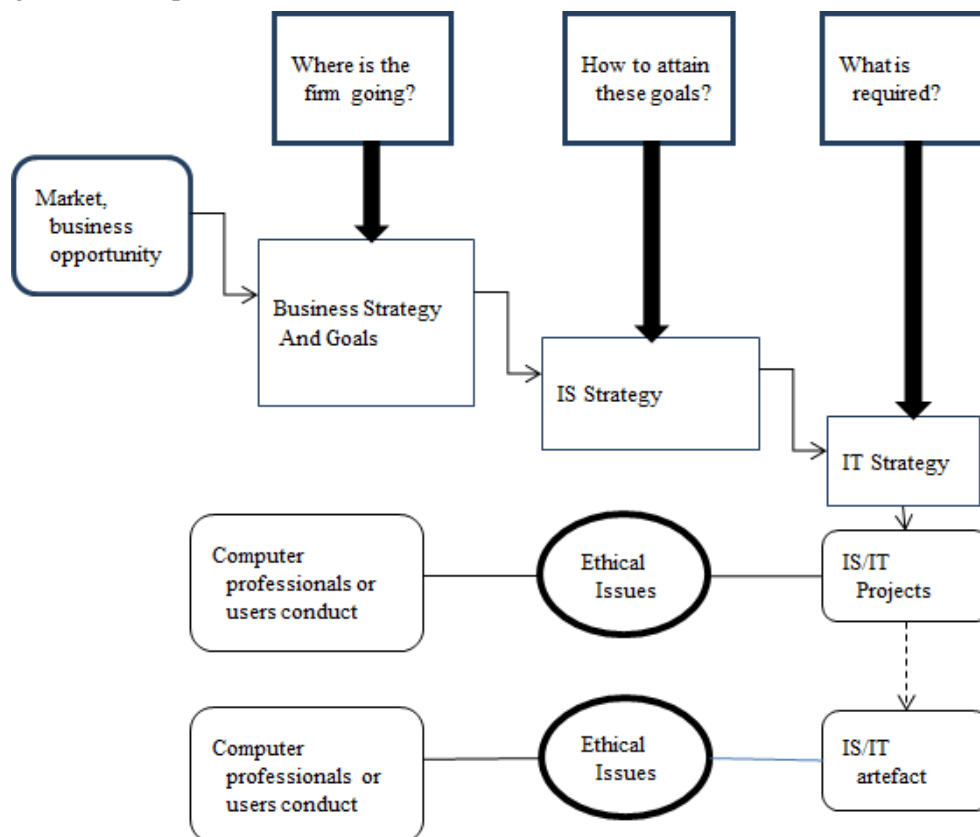 Where is the
firm going?
How to attain
these goals?
What is
required?
Market,
business
opportunity
Business Strategy
And Goals
IS Strategy
IT Strategy
Computer
professionals or
users conduct
Ethical
Issues
IS/IT
Projects
Computer
professionals or
users conduct
Ethical
Issues
IS/IT
artefact